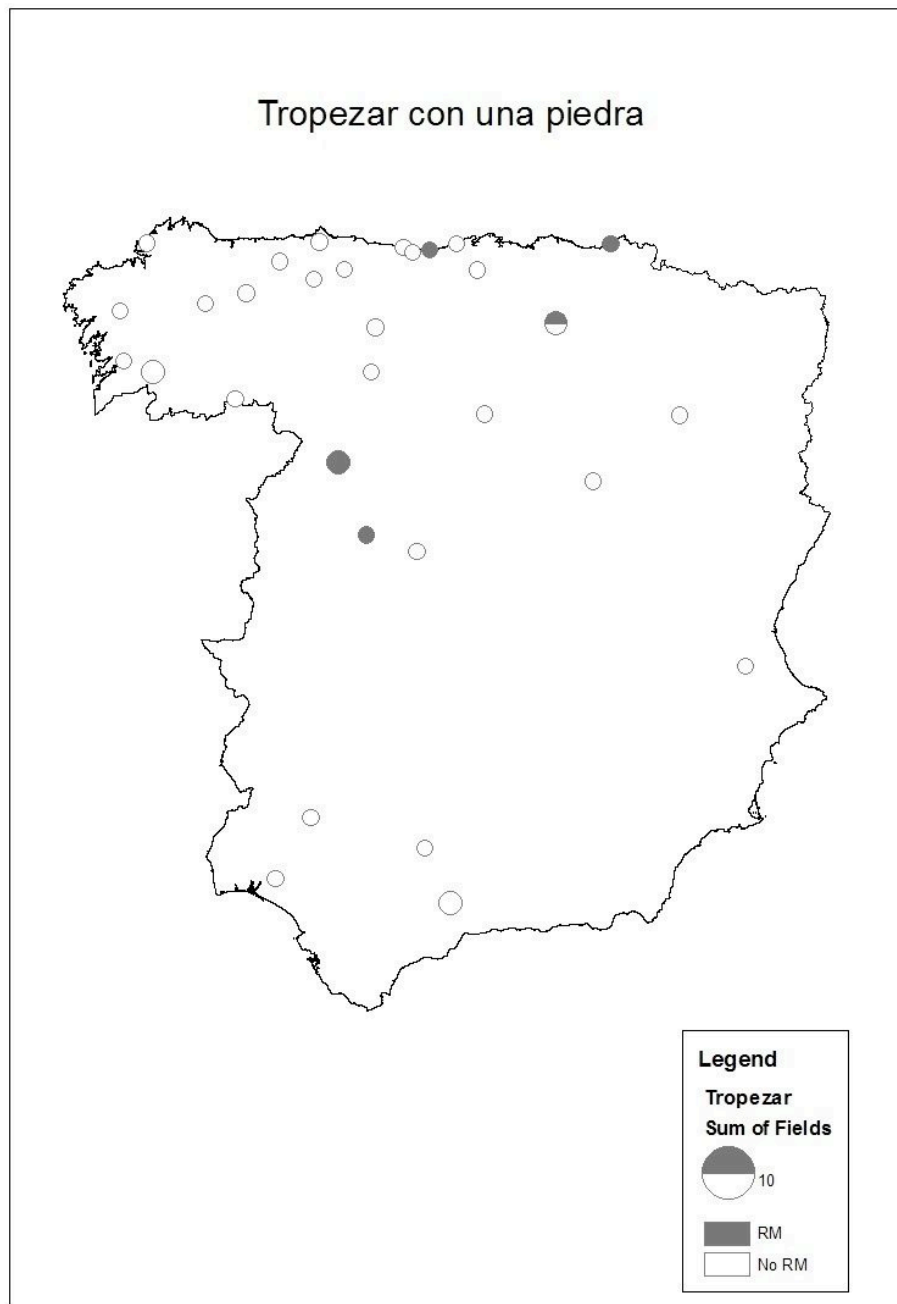 Tropezar con una piedra
Legend
Tropezar
Sum of Fields
10
RM
No RM